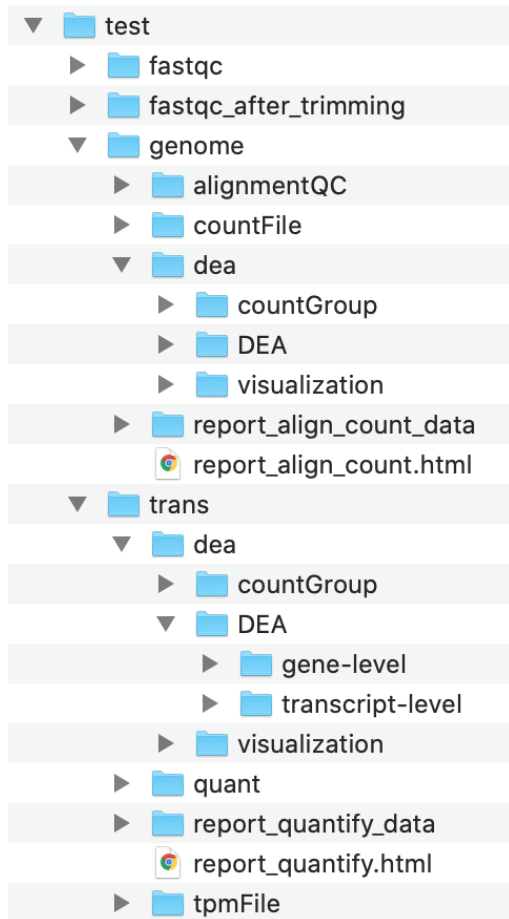 test
fastqc
fastqc_after_trimming
genome
alignmentQC
countFile
dea
countGroup
DEA
visualization
report_align_count_data
report_align_count.html
trans
dea
countGroup
DEA
gene-level
transcript-level
visualization
quant
report_quantify_data
report_quantify.html
tpmFile